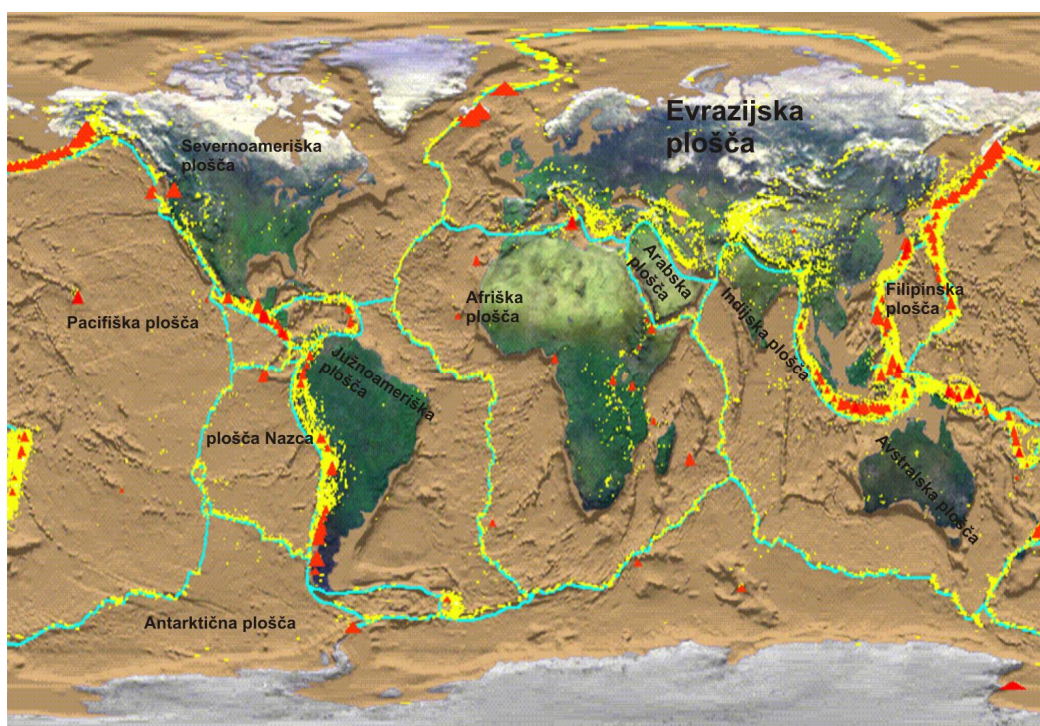 Evrazijska
plošča
Severnoameriška
plošča
Arabska
plošča
Afriška
plošča
Indijska plošča
Filipinska
plošča
Pacifiška plošča
Južnoameriška
plošča
plošča Nazca
Avstralska plošča
Antarktična plošča